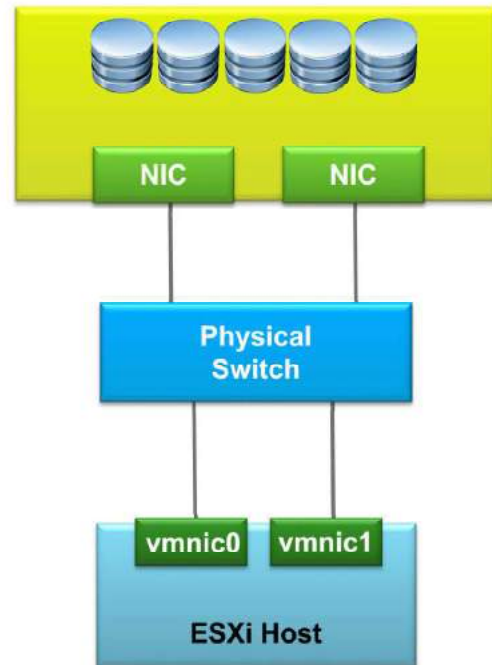 NIC
NIC
Physical
Switch
vmnic0
vmnic1
ESXi Host